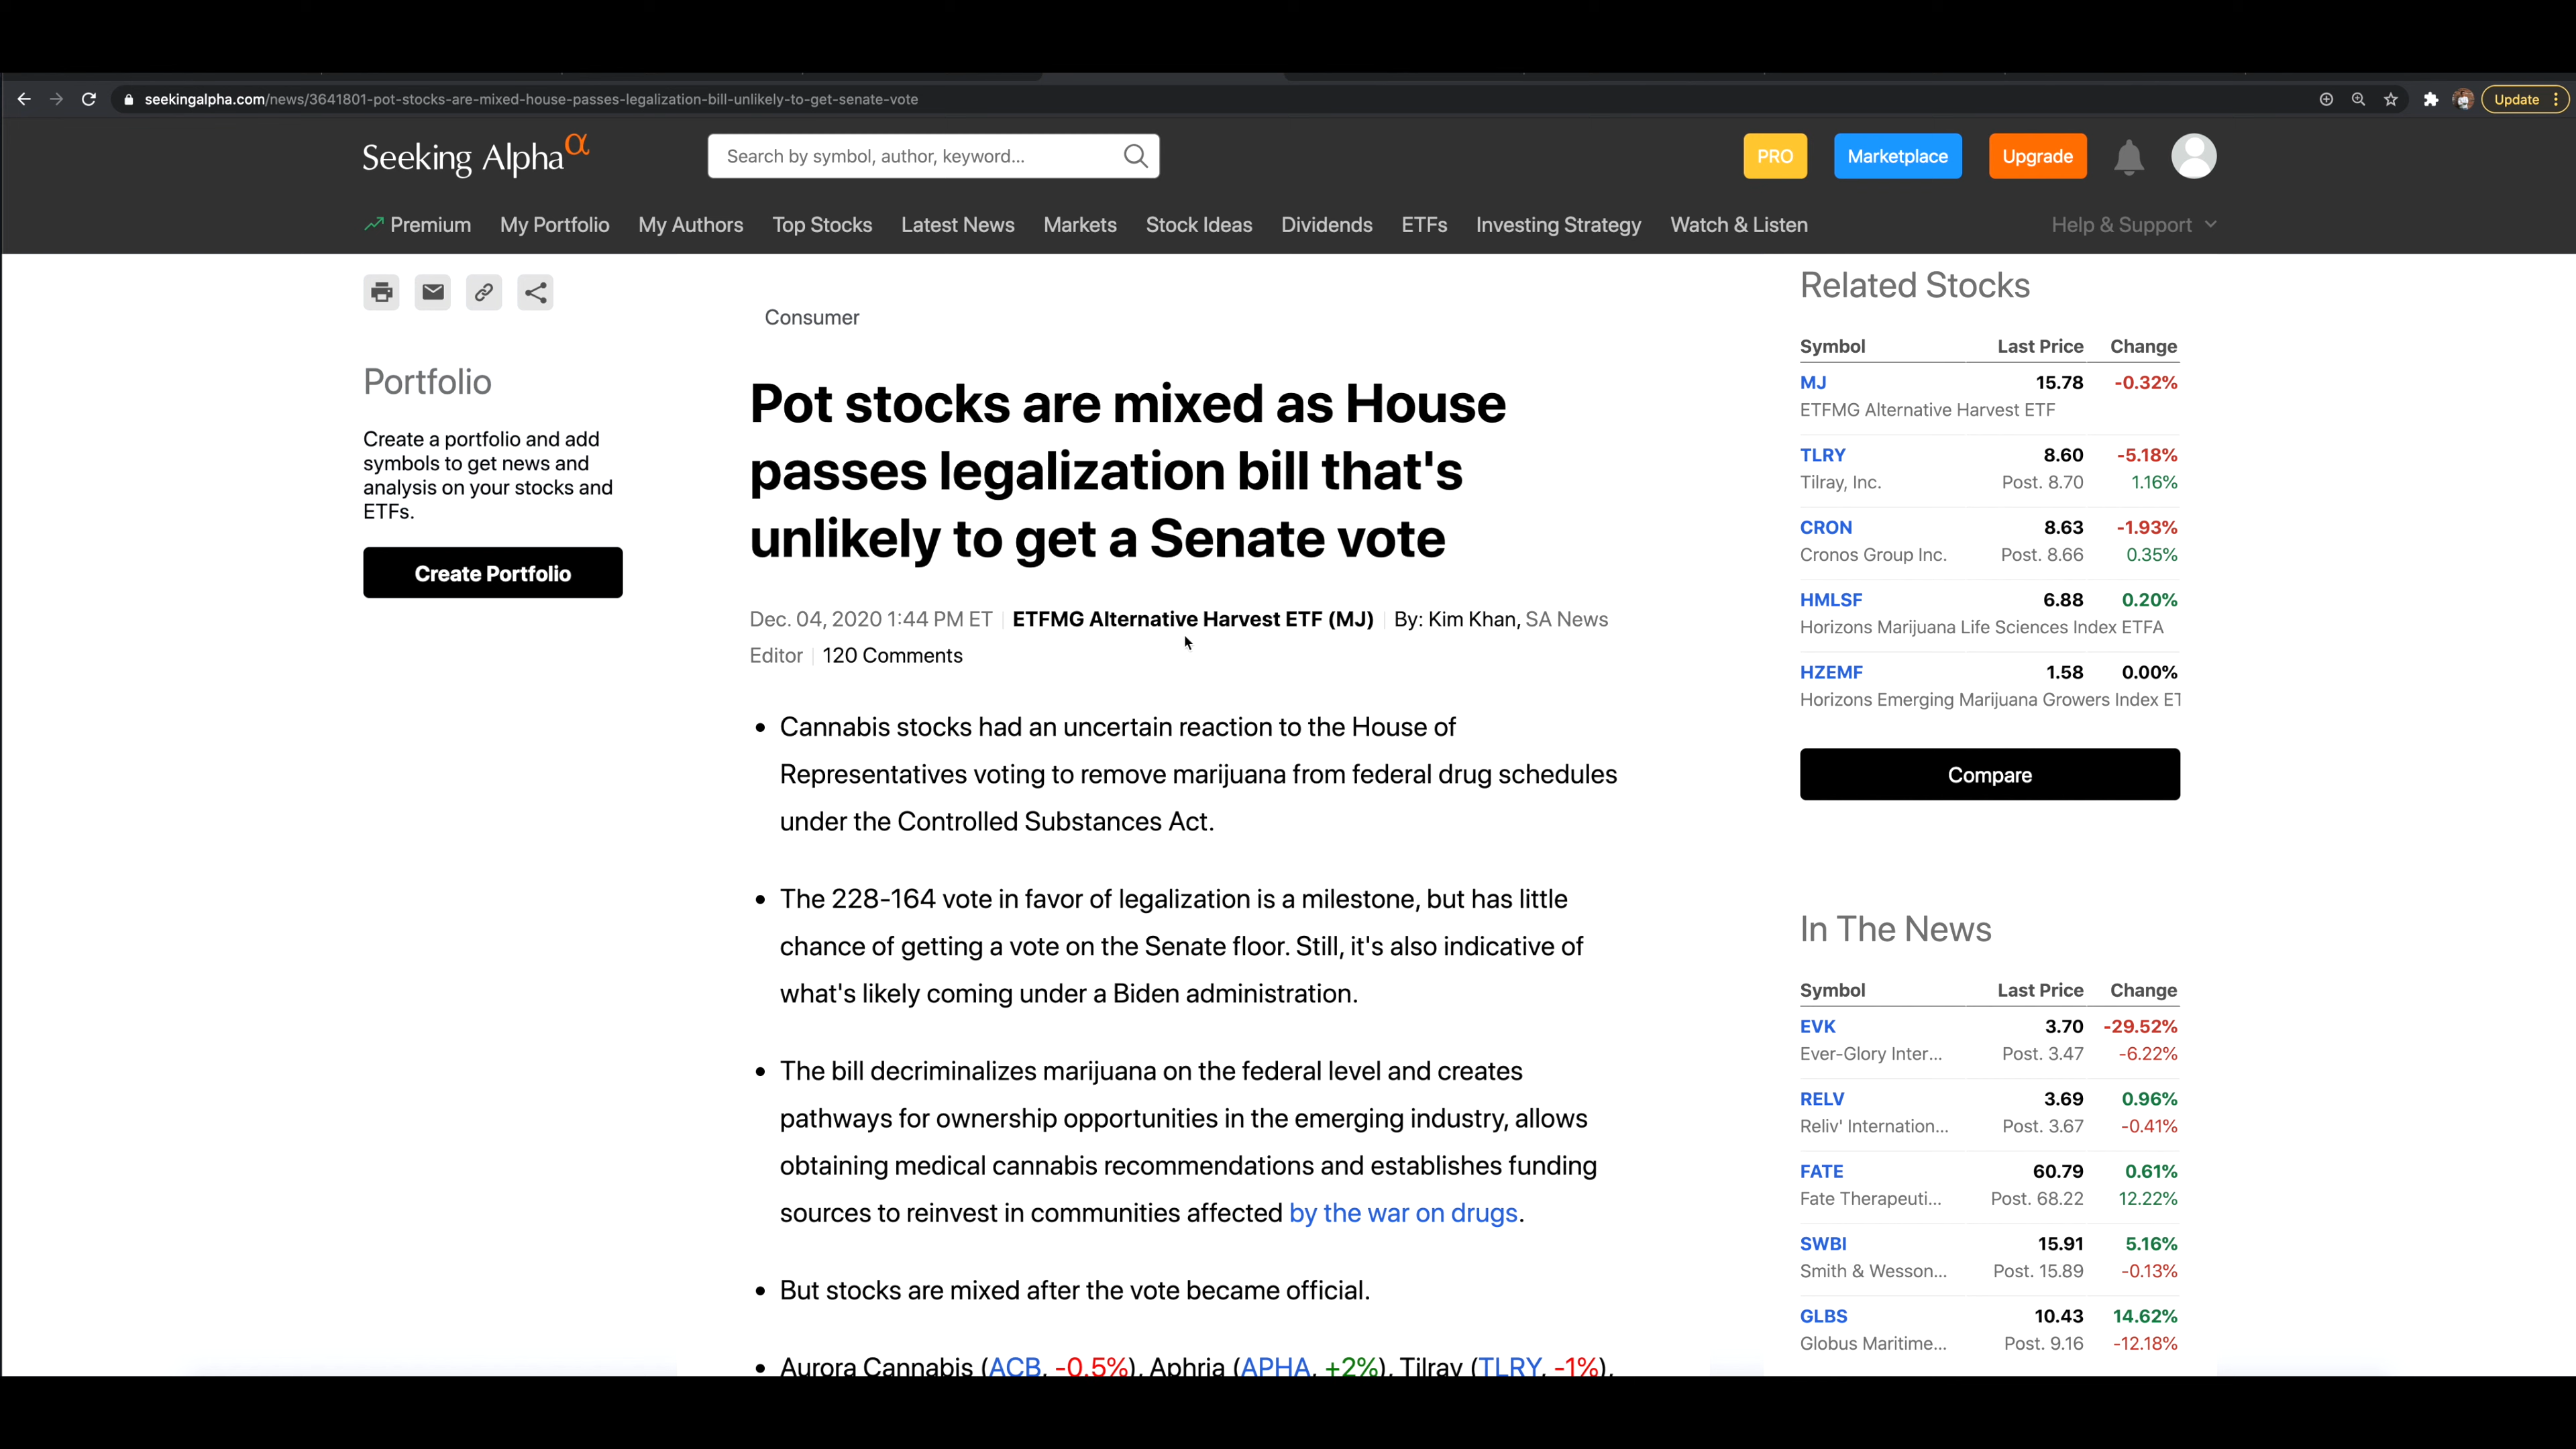 seekingalpha.com/news/3641801-pot-stocks-are-mixed-house-passes-legalization-bill-unlikely-to-get-senate-vote
Update
Seeking Alpha α
Search by symbol, author, keyword...
PRO
Marketplace
Upgrade
Premium
My Portfolio
My Authors
Top Stocks
Latest News
Markets
Stock Ideas
Dividends
ETFs
Investing Strategy
Watch & Listen
Help & Support
Portfolio
Create a portfolio and add
symbols to get news and
analysis on your stocks and
ETFs.
Create Portfolio
Consumer
Pot stocks are mixed as House
passes legalization bill that's
unlikely to get a Senate vote
Dec. 04, 2020 1:44 PM ET | ETFMG Alternative Harvest ETF (MJ) | By: Kim Khan, SA News
Editor | 120 Comments
• Cannabis stocks had an uncertain reaction to the House of
Representatives voting to remove marijuana from federal drug schedules
under the Controlled Substances Act.
• The 228-164 vote in favor of legalization is a milestone, but has little
chance of getting a vote on the Senate floor. Still, it's also indicative of
what's likely coming under a Biden administration.
• The bill decriminalizes marijuana on the federal level and creates
pathways for ownership opportunities in the emerging industry, allows
obtaining medical cannabis recommendations and establishes funding
sources to reinvest in communities affected by the war on drugs.
• But stocks are mixed after the vote became official.
• Aurora Cannabis (ACB, -0.5%), Aphria (APHA, +2%), Tilray (TLRY, -1%),
Related Stocks
Symbol Last Price Change
MJ 15.78 -0.32%
ETFMG Alternative Harvest ETF
TLRY 8.60 -5.18%
Tilray, Inc. Post. 8.70 1.16%
CRON 8.63 -1.93%
Cronos Group Inc. Post. 8.66 0.35%
HMLSF 6.88 0.20%
Horizons Marijuana Life Sciences Index ETFA
HZEMF 1.58 0.00%
Horizons Emerging Marijuana Growers Index ET
Compare
In The News
Symbol Last Price Change
EVK 3.70 -29.52%
Ever-Glory Inter... Post. 3.47 -6.22%
RELV 3.69 0.96%
Reliv' Internation... Post. 3.67 -0.41%
FATE 60.79 0.61%
Fate Therapeuti... Post. 68.22 12.22%
SWBI 15.91 5.16%
Smith & Wesson... Post. 15.89 -0.13%
GLBS 10.43 14.62%
Globus Maritime... Post. 9.16 -12.18%